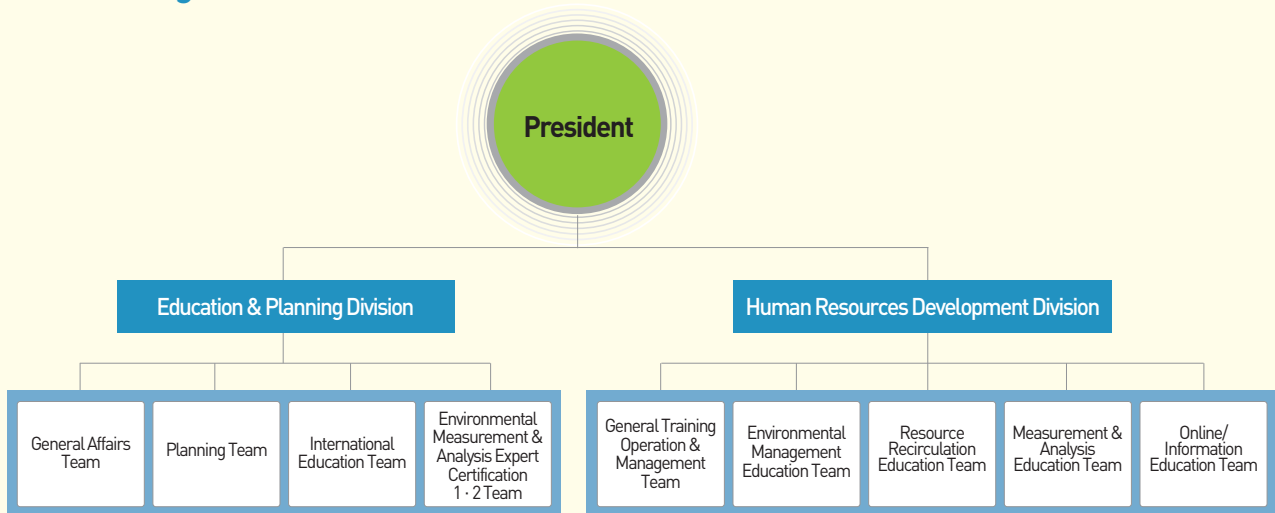 President
Education & Planning Division
Human Resources Development Division
General Affairs
Team
Planning Team
International
Education Team
Environmental
Measurement &
Analysis Expert
Certification
1 · 2 Team
General Training
Operation &
Management
Team
Environmental
Management
Education Team
Resource
Recirculation
Education Team
Measurement &
Analysis
Education Team
Online/
Information
Education Team